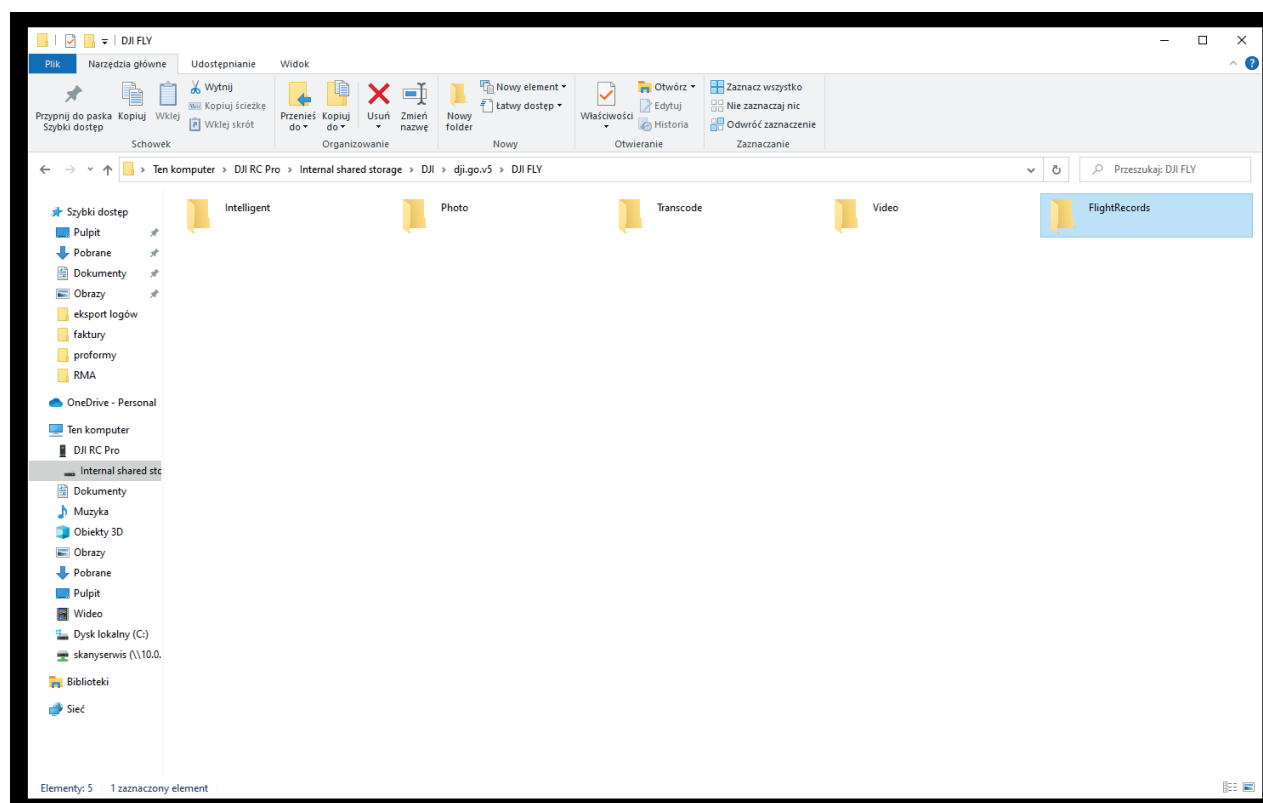 DJI FLY
Plik Narzędzia główne Udostępnianie Widok
Przypnij do paska
Szybki dostęp
Kopiuj
Wklej
Wytnij
Kopiuj ścieżkę
Wklej skrót
Schowek
Przenieś
do
Kopiuj
do
Usuń
Zmień
nazwę
Organizowanie
Nowy
folder
Nowy element
Łatwy dostęp
Nowy
Właściwości
Otwórz
Edytuj
Historia
Otwieranie
Zaznacz wszystko
Nie zaznaczaj nic
Odwróć zaznaczenie
Zaznaczanie
Ten komputer > DJI RC Pro > Internal shared storage > DJI > dji.go.v5 > DJI FLY
Przeszukaj: DJI FLY
Szybki dostęp
Pulpit
Pobrane
Dokumenty
Obrazy
eksport logów
faktury
proformy
RMA
OneDrive - Personal
Ten komputer
DJI RC Pro
Internal shared stc
Dokumenty
Muzyka
Obiekty 3D
Obrazy
Pobrane
Pulpit
Wideo
Dysk lokalny (C:)
skanyserwis (\\10.0.
Biblioteki
Sieć
Intelligent
Photo
Transcode
Video
FlightRecords
Elementy: 5 1 zaznaczony element